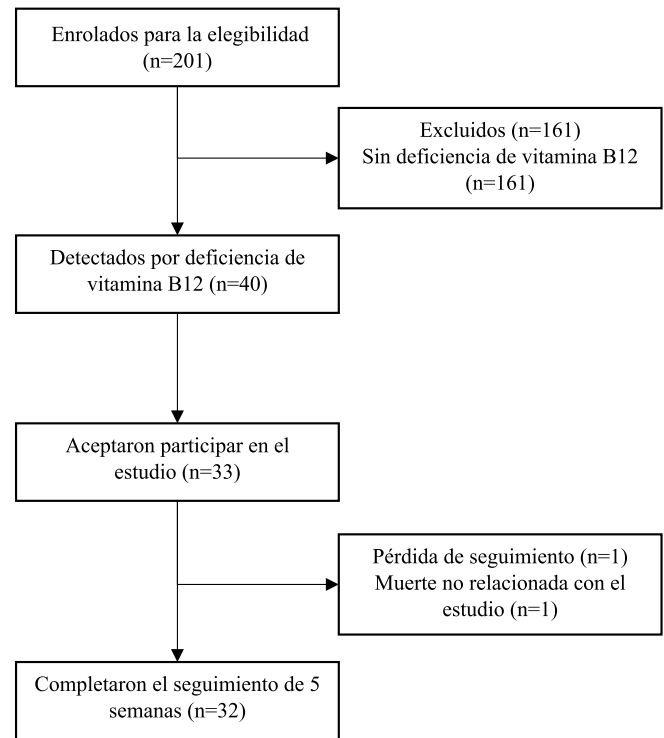 Enrolados para la elegibilidad
(n=201)
Excluidos (n=161)
Sin deficiencia de vitamina B12
(n=161)
Detectados por deficiencia de
vitamina B12 (n=40)
Aceptaron participar en el
estudio (n=33)
Pérdida de seguimiento (n=1)
Muerte no relacionada con el
estudio (n=1)
Completaron el seguimiento de 5
semanas (n=32)